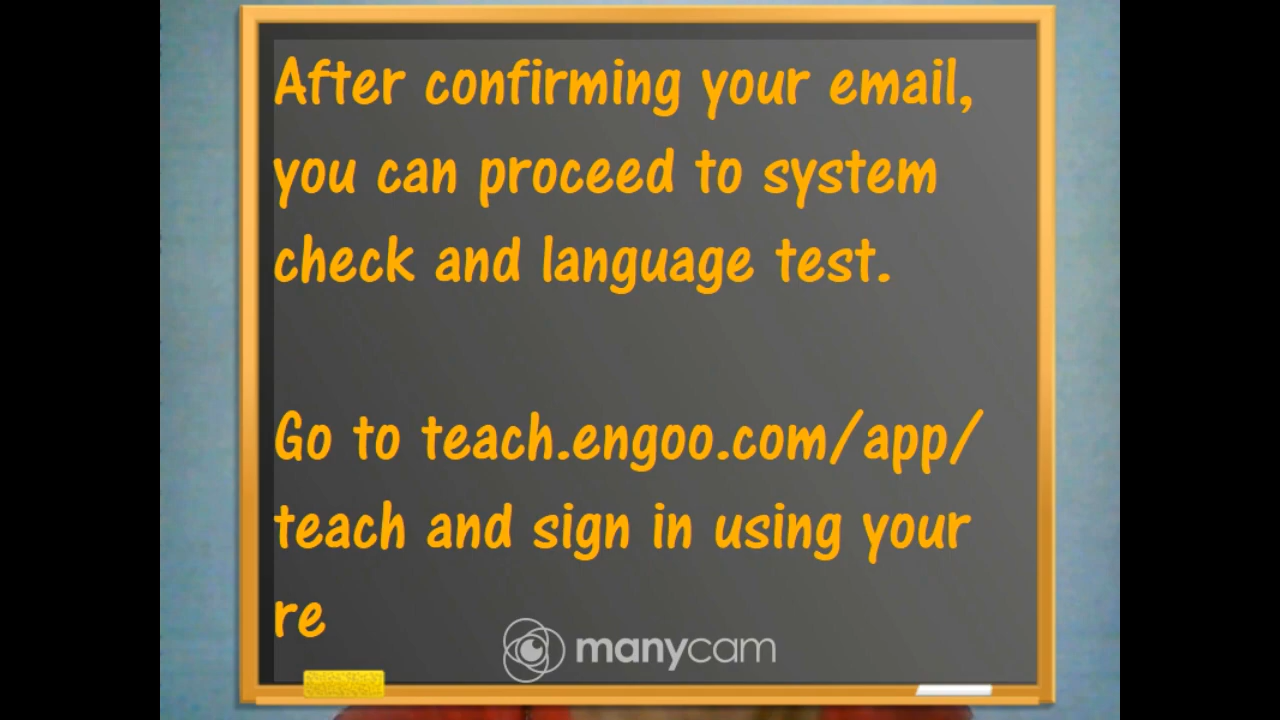 After confirming your email,
you can proceed to system
check and language test.
Go to teach.engoo.com/app/
teach and sign in using your
re
manycam